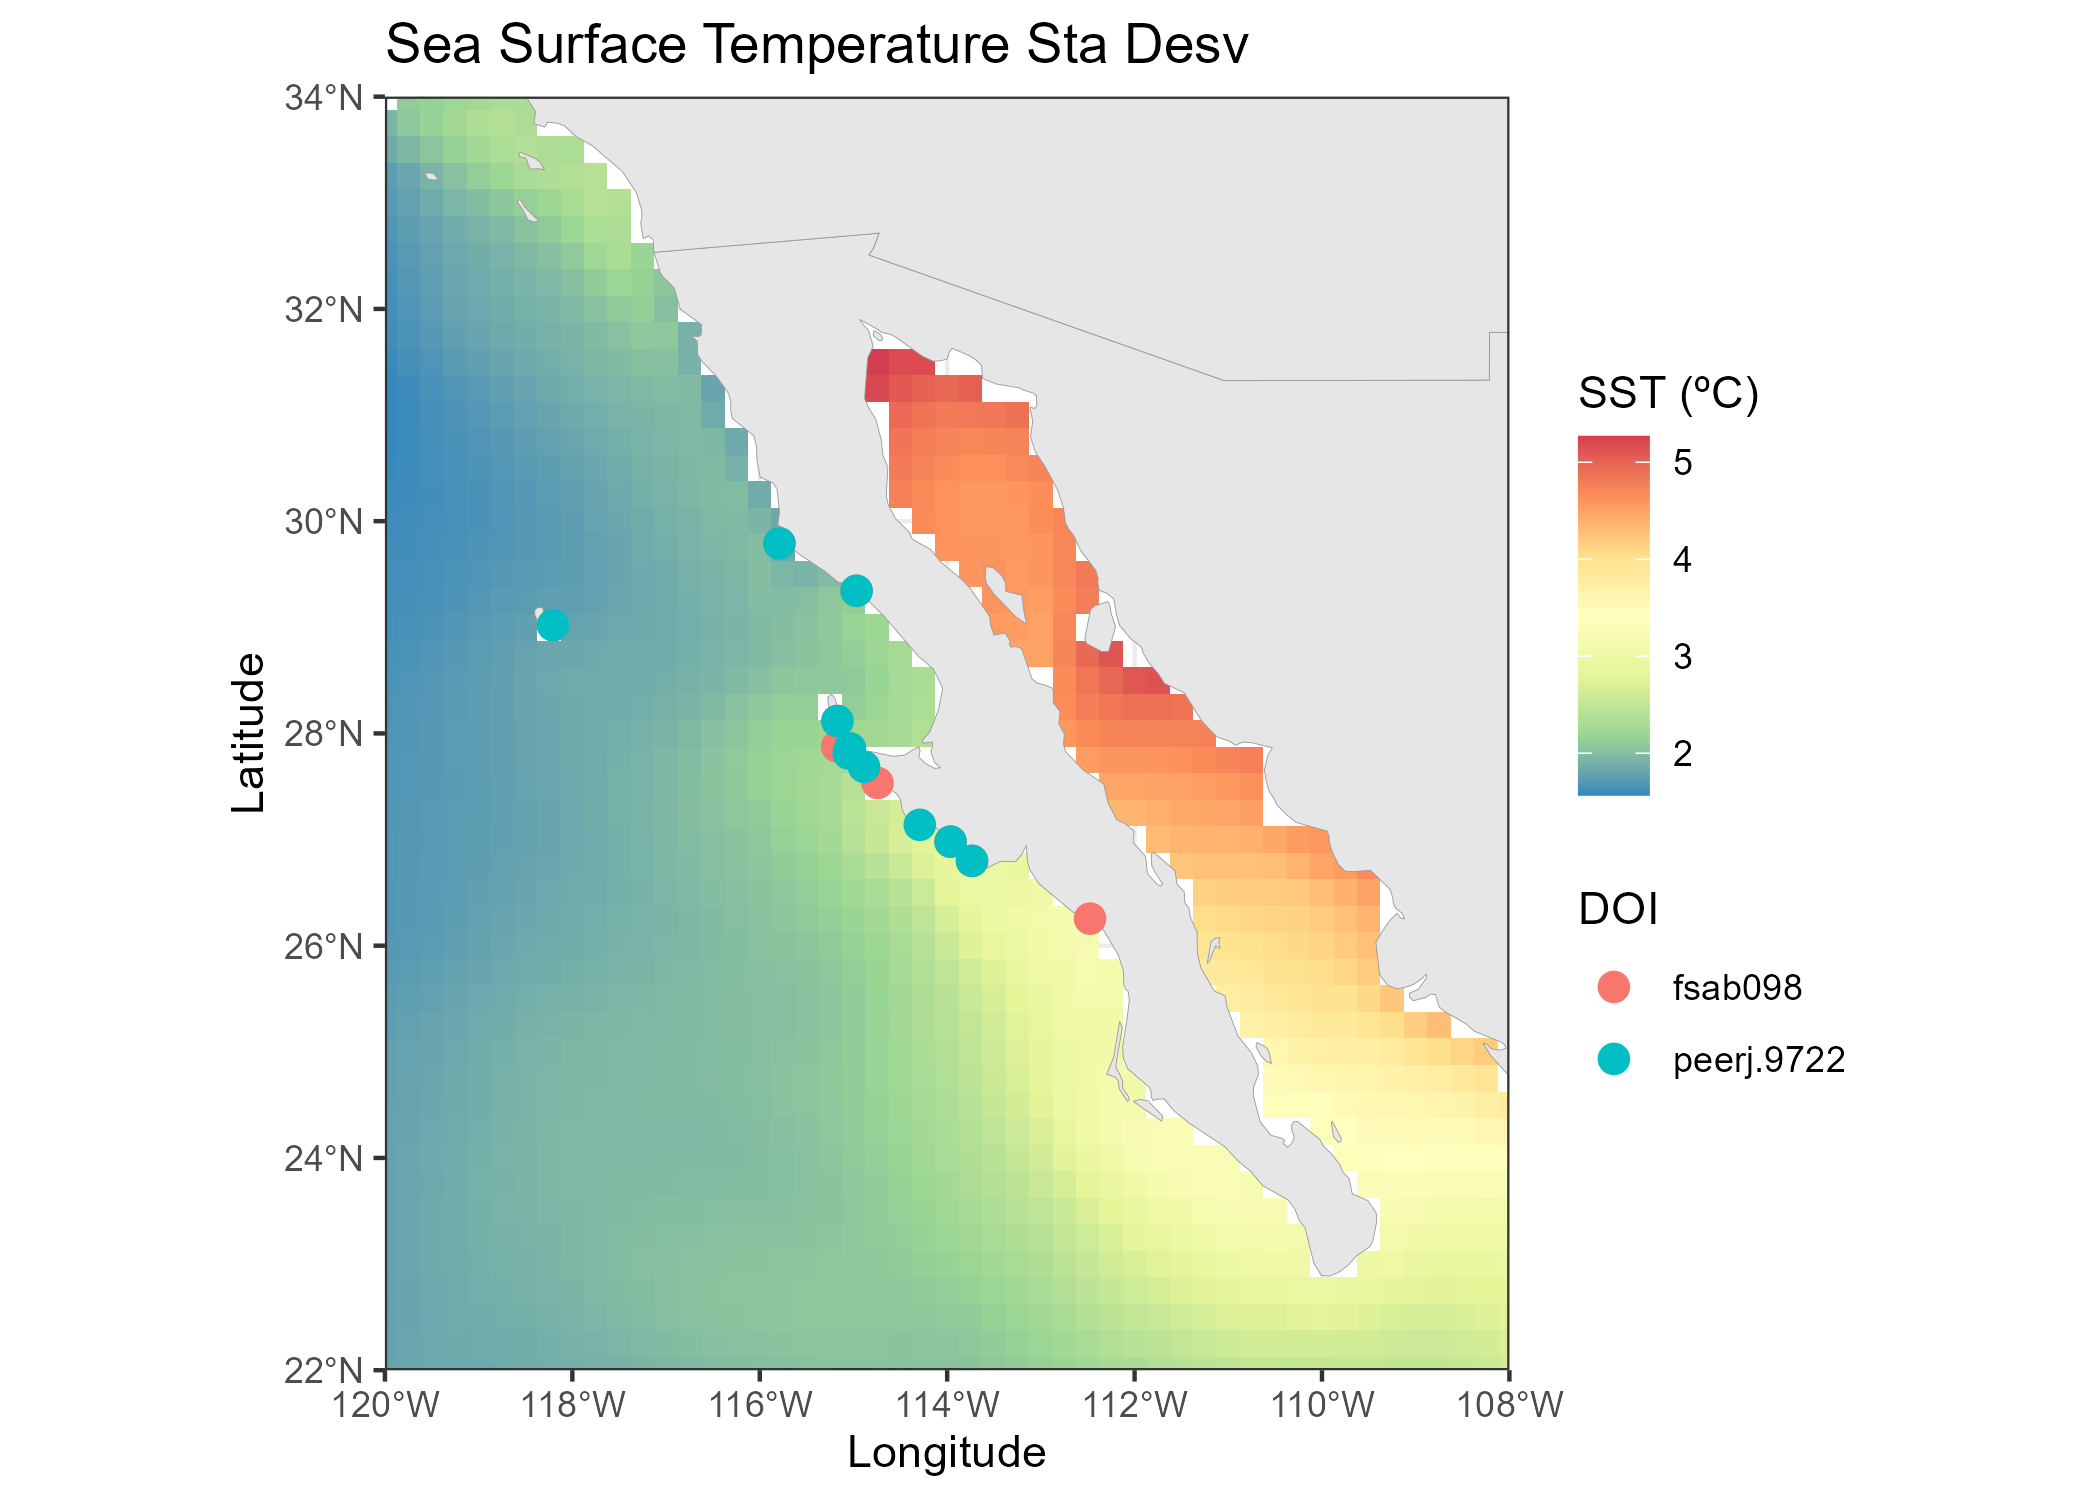 Sea Surface Temperature Sta Desv
34°N
32°N
30°N
28°N
26°N
24°N
22°N
Latitude
120°W
118°W
116°W
114°W
112°W
110°W
108°W
Longitude
SST (ºC)
5
4
3
2
DOI
fsab098
peerj.9722